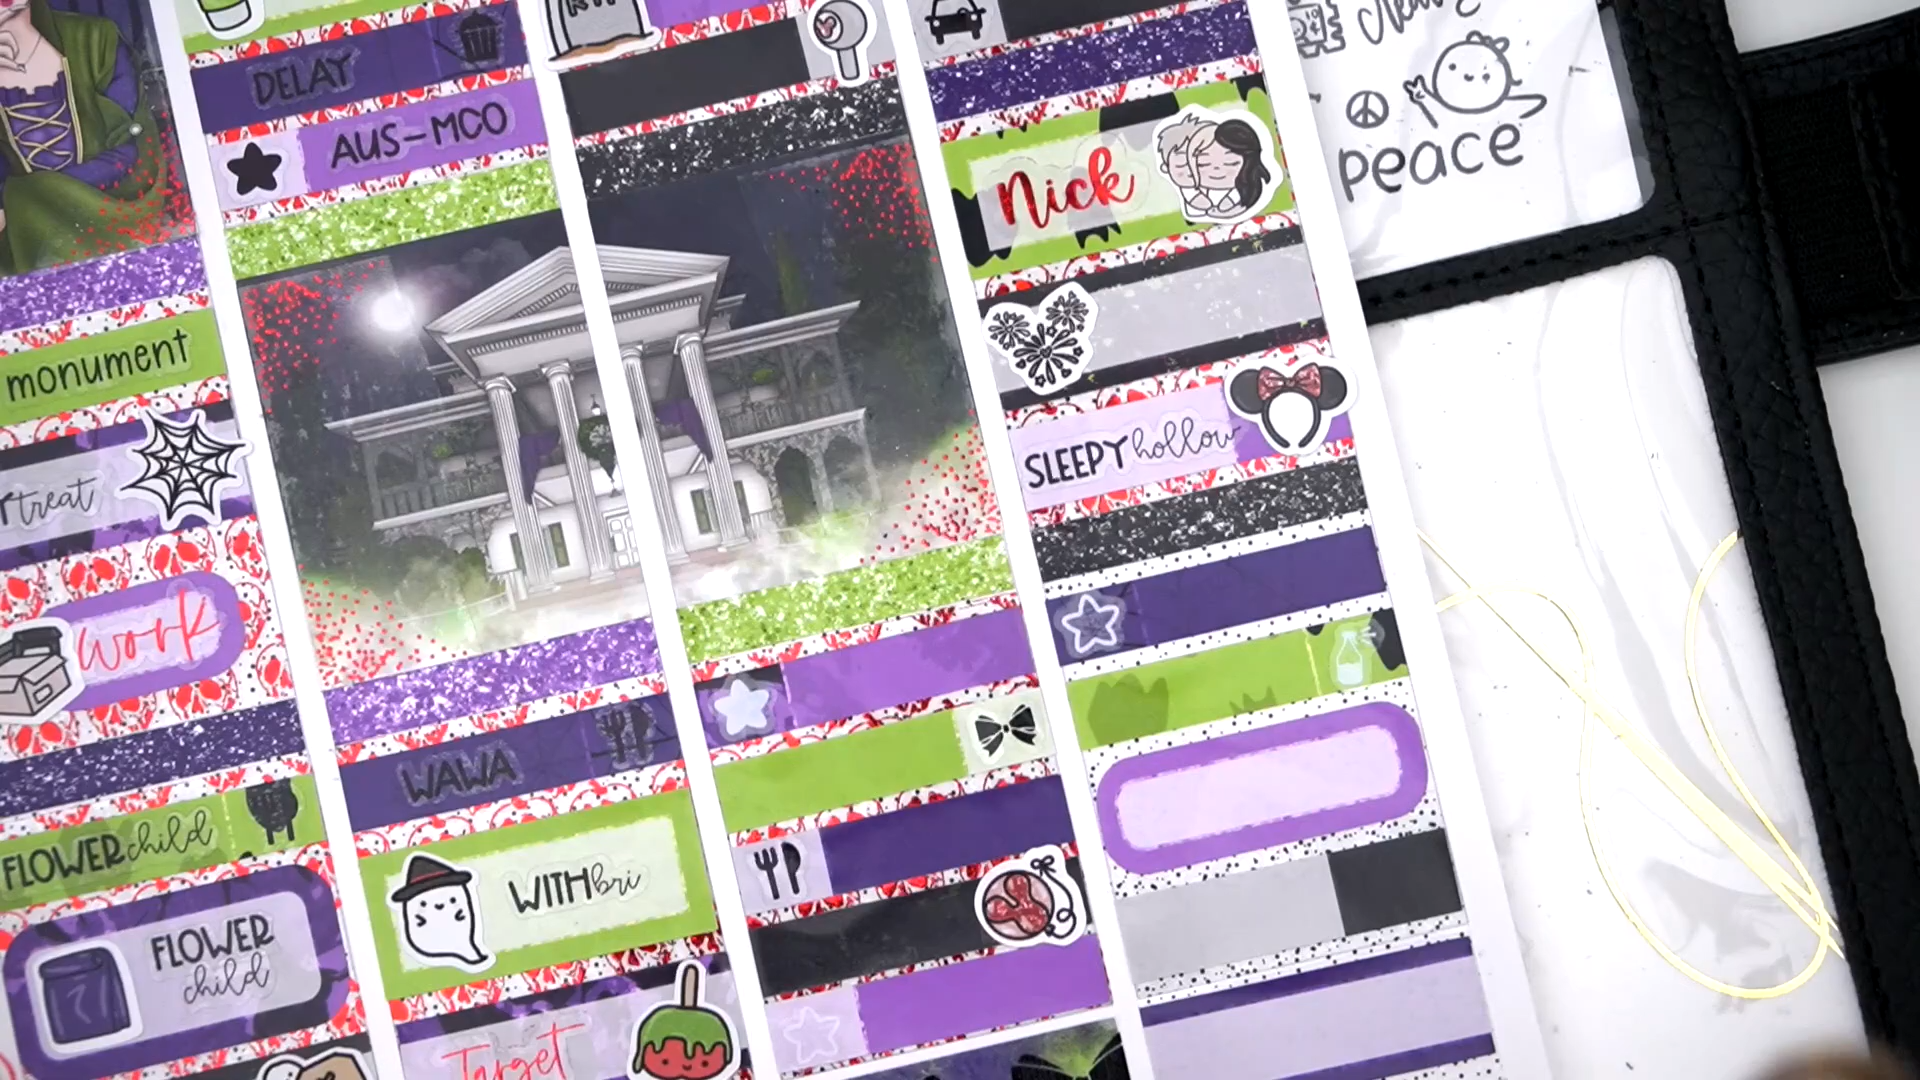 DELAY
AUS-MCO
monument
treat
work
FLOWER child
FLOWER
child
WAWA
WITH bri
Target
Nick
SLEEPY hollow
peace